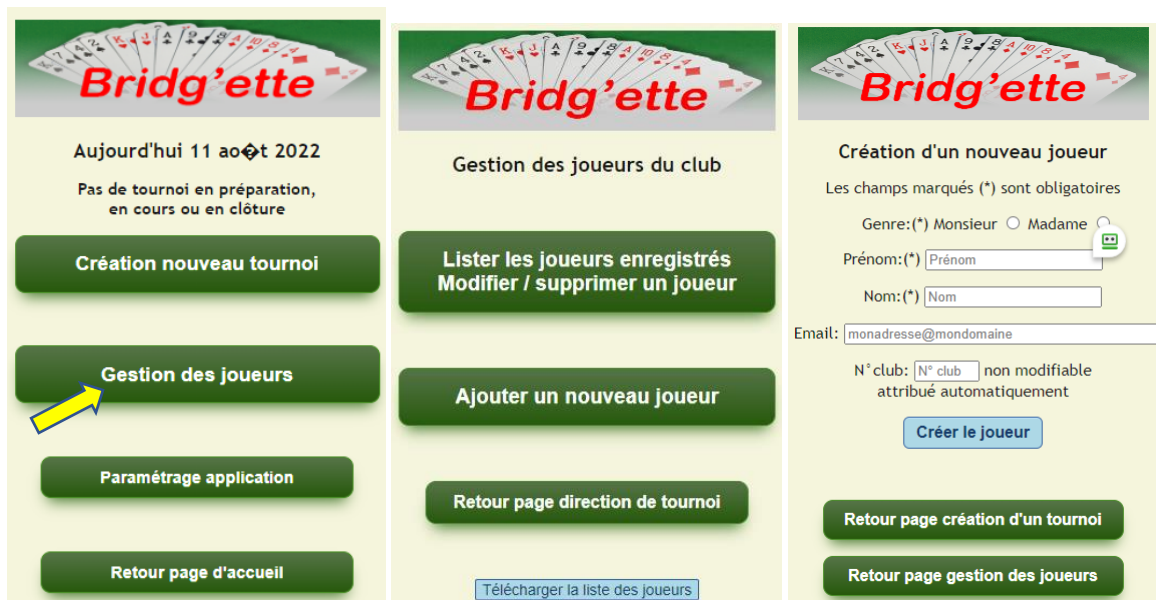 Bridg'ette
Aujourd'hui 11 ao�t 2022
Pas de tournoi en préparation,
en cours ou en clôture
Création nouveau tournoi
Gestion des joueurs
Paramétrage application
Retour page d'accueil
Bridg'ette
Gestion des joueurs du club
Lister les joueurs enregistrés
Modifier / supprimer un joueur
Ajouter un nouveau joueur
Retour page direction de tournoi
Télécharger la liste des joueurs
Bridg'ette
Création d'un nouveau joueur
Les champs marqués (*) sont obligatoires
Genre:(*) Monsieur Madame
Prénom:(*) Prénom
Nom:(*) Nom
Email: monadresse@mondomaine
N°club: N° club non modifiable
attribué automatiquement
Créer le joueur
Retour page création d'un tournoi
Retour page gestion des joueurs